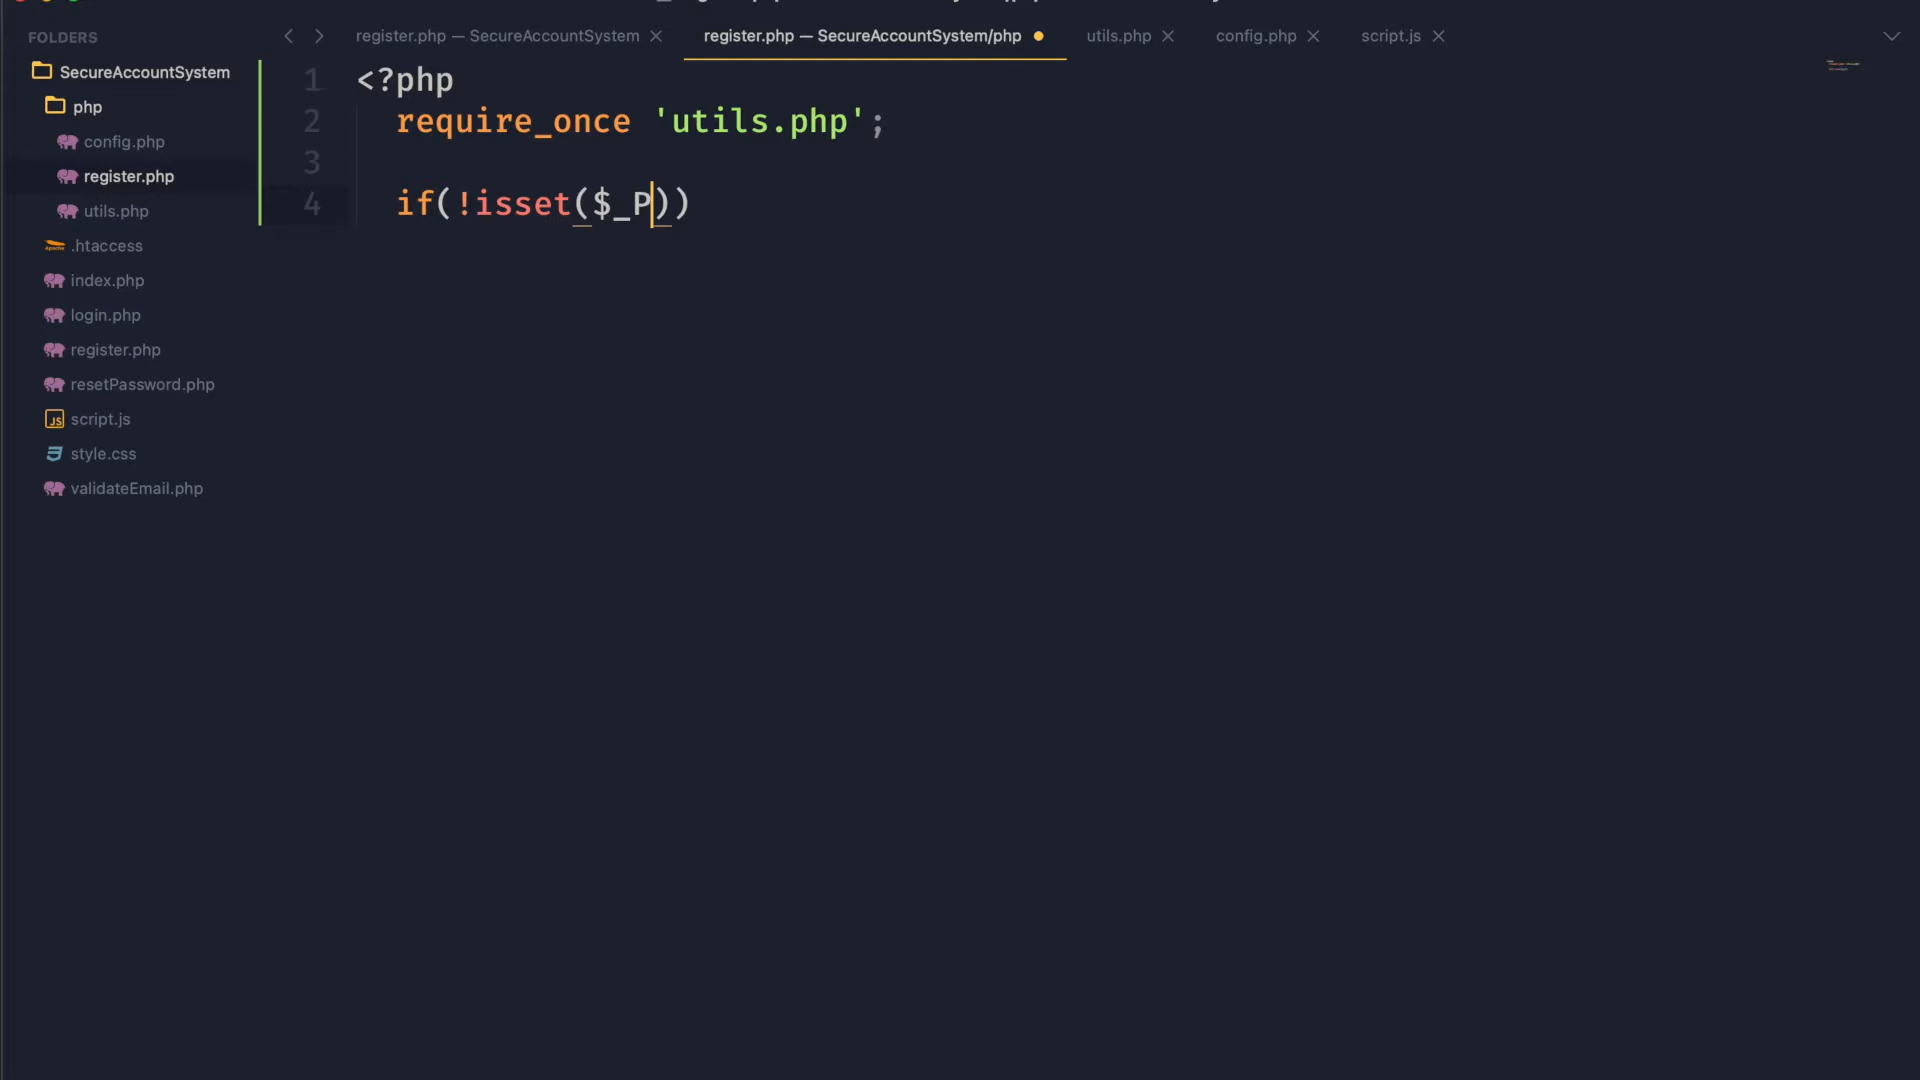 FOLDERS
SecureAccountSystem
php
config.php
register.php
utils.php
.htaccess
index.php
login.php
register.php
resetPassword.php
script.js
style.css
validateEmail.php
register.php — SecureAccountSystem
register.php — SecureAccountSystem/php
utils.php
config.php
script.js
1 <?php
2 require_once 'utils.php';
3
4 if(!isset($_P))